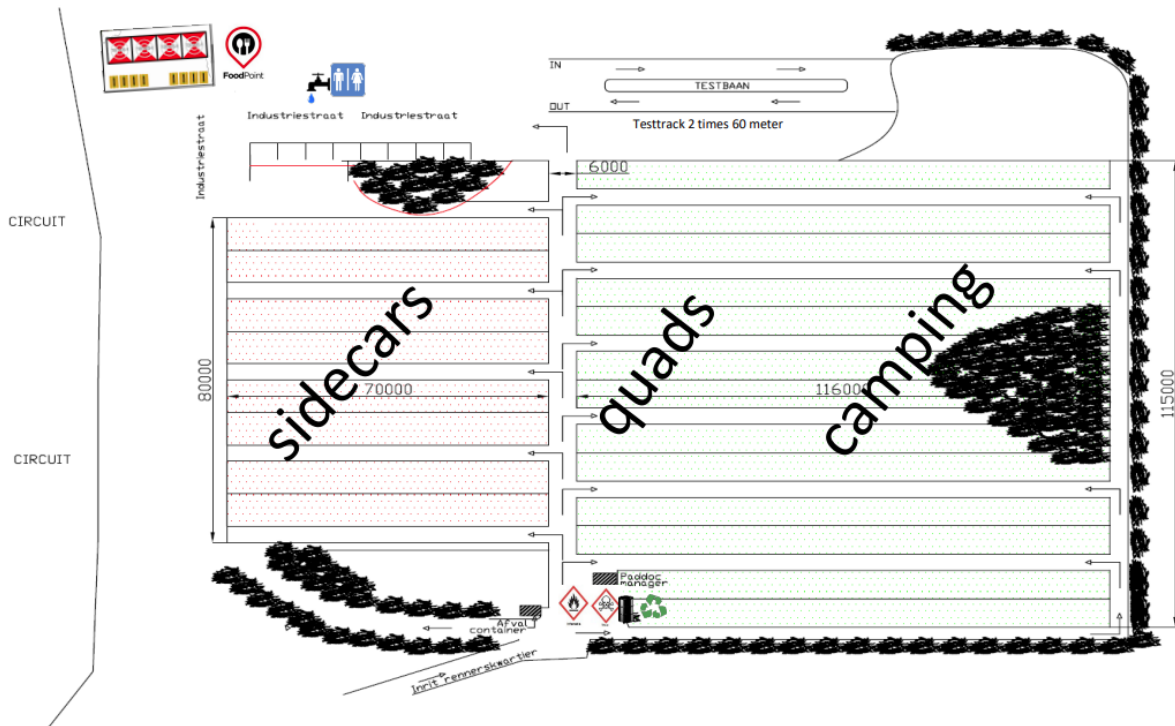 FoodPoint
IN
TESTBAAN
OUT
Testtrack 2 times 60 meter
Industriestraat Industriestraat
Industriestraat
6000
CIRCUIT
sidecars
quads
camping
80000
70000
116000
115000
CIRCUIT
Paddoc
manager
Afval
container
Inrit rennerskwartier